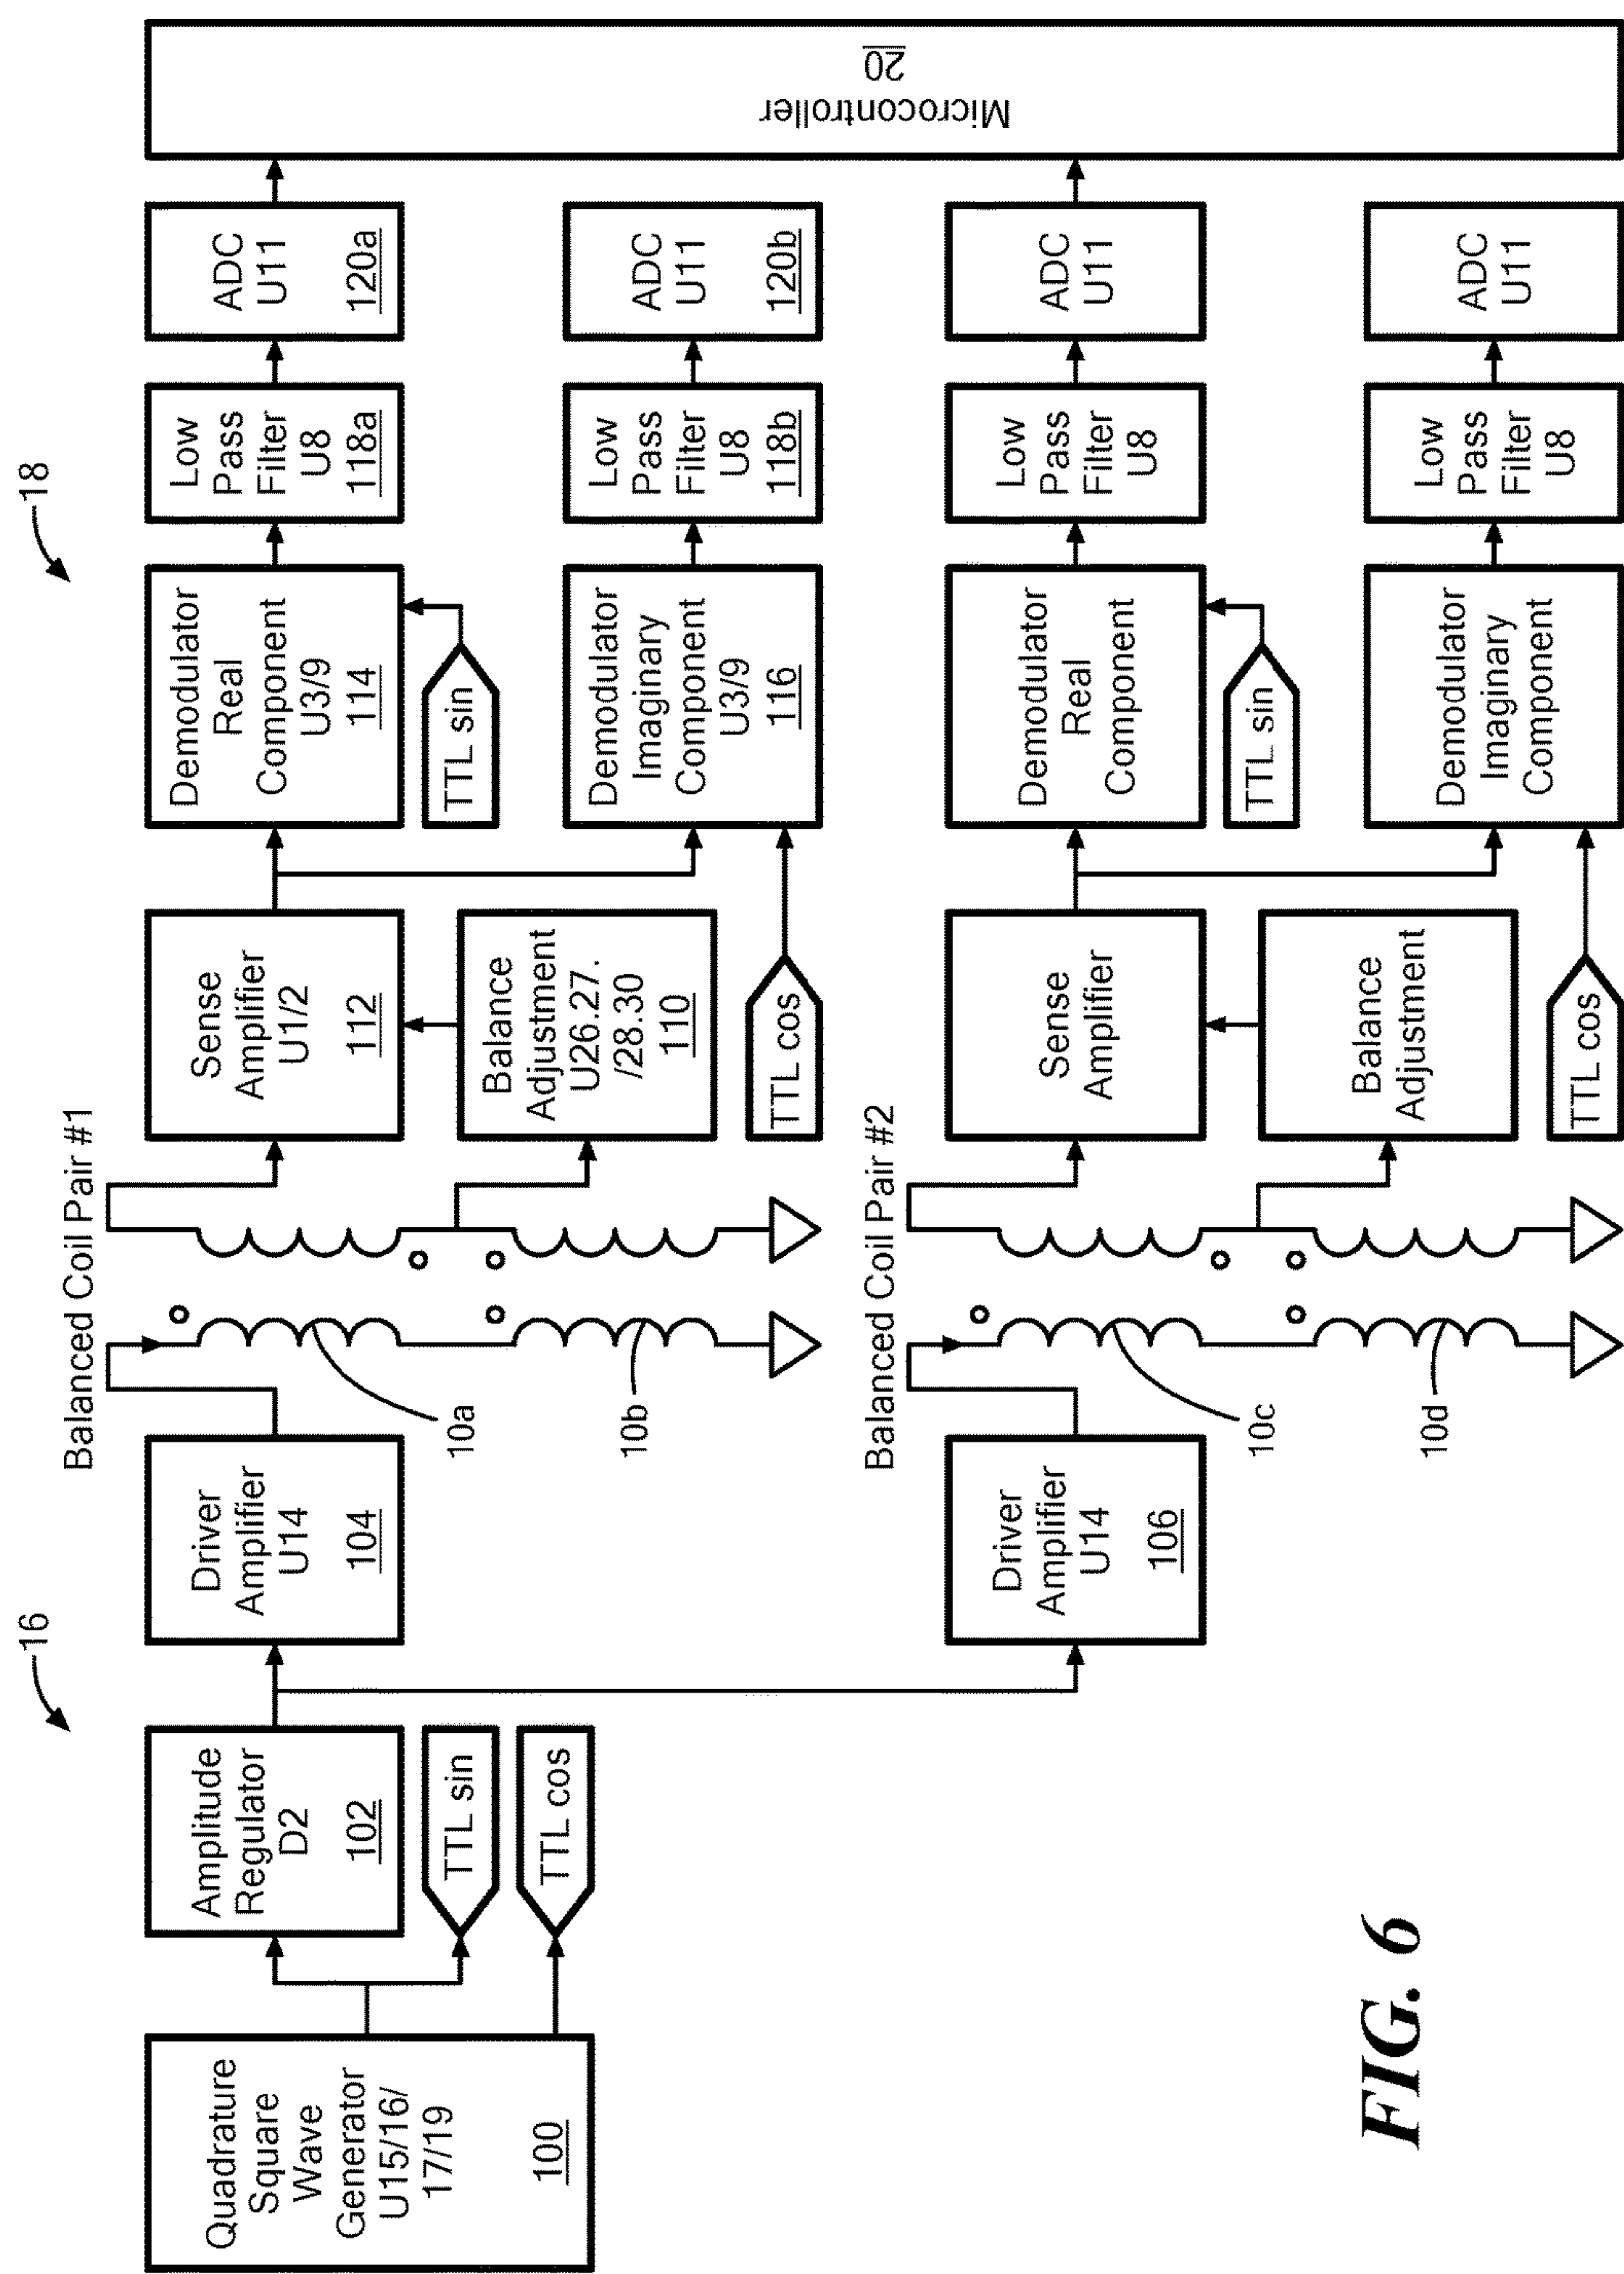 16
18
Quadrature
Square
Wave
Generator
U15/16/
17/19
100
Amplitude
Regulator
D2
102
TTL sin
TTL cos
Driver
Amplifier
U14
104
Balanced Coil Pair #1
10a
10b
Sense
Amplifier
U1/2
112
Balance
Adjustment
U26.27.
/28.30
110
TTL cos
Demodulator
Real
Component
U3/9
114
TTL sin
Demodulator
Imaginary
Component
U3/9
116
Low
Pass
Filter
U8
118a
Low
Pass
Filter
U8
118b
ADC
U11
120a
ADC
U11
120b
Driver
Amplifier
U14
106
Balanced Coil Pair #2
10c
10d
Sense
Amplifier
Balance
Adjustment
TTL cos
Demodulator
Real
Component
TTL sin
Demodulator
Imaginary
Component
Low
Pass
Filter
U8
Low
Pass
Filter
U8
ADC
U11
ADC
U11
Microcontroller
20
FIG. 6